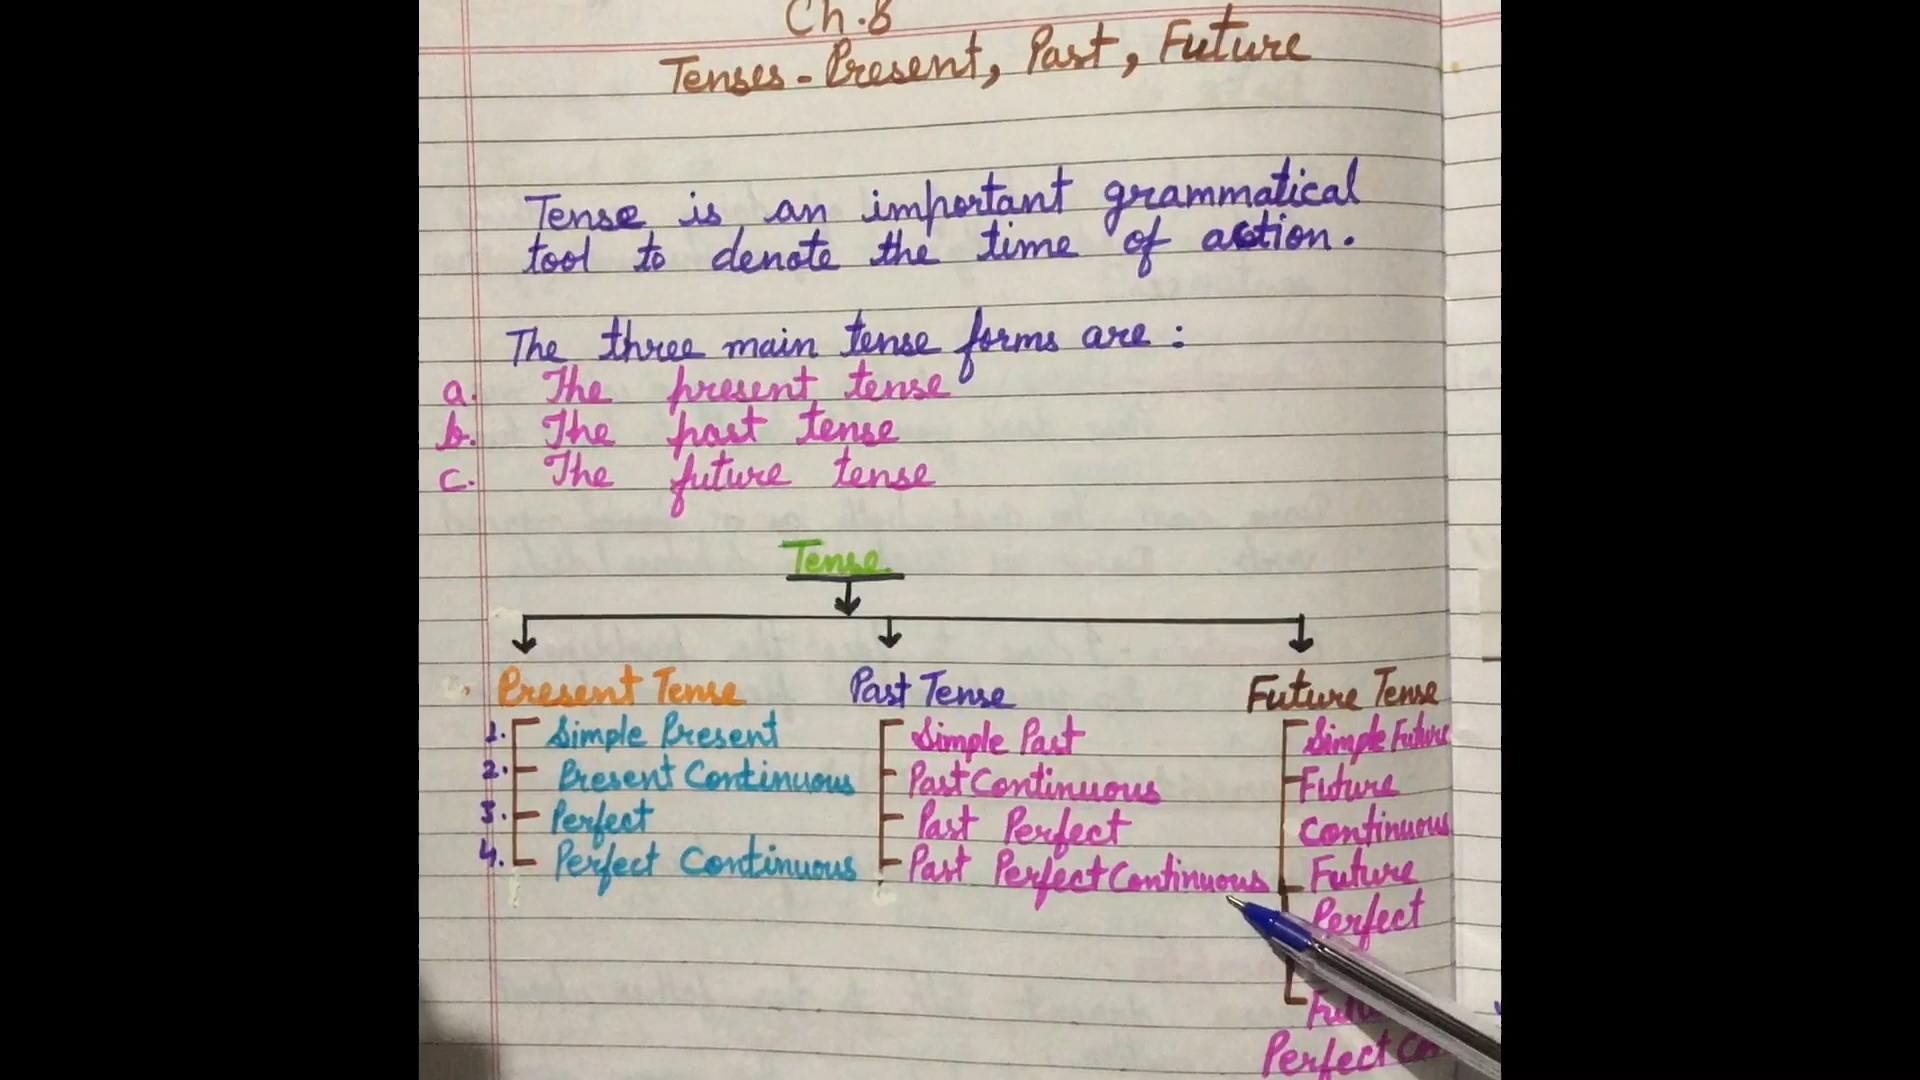 Ch.8
Tenses - Present, Past, Future
Tense is an important grammatical
tool to denote the time of action.
The three main tense forms are :
a. The present tense
b. The past tense
c. The future tense
Tense
Present Tense Past Tense Future Tense
1. Simple Present Simple Past Simple Future
2. Present Continuous Past Continuous Future
Continuous
3. Perfect Past Perfect Future
Perfect
4. Perfect Continuous Past Perfect Continuous
Perfect